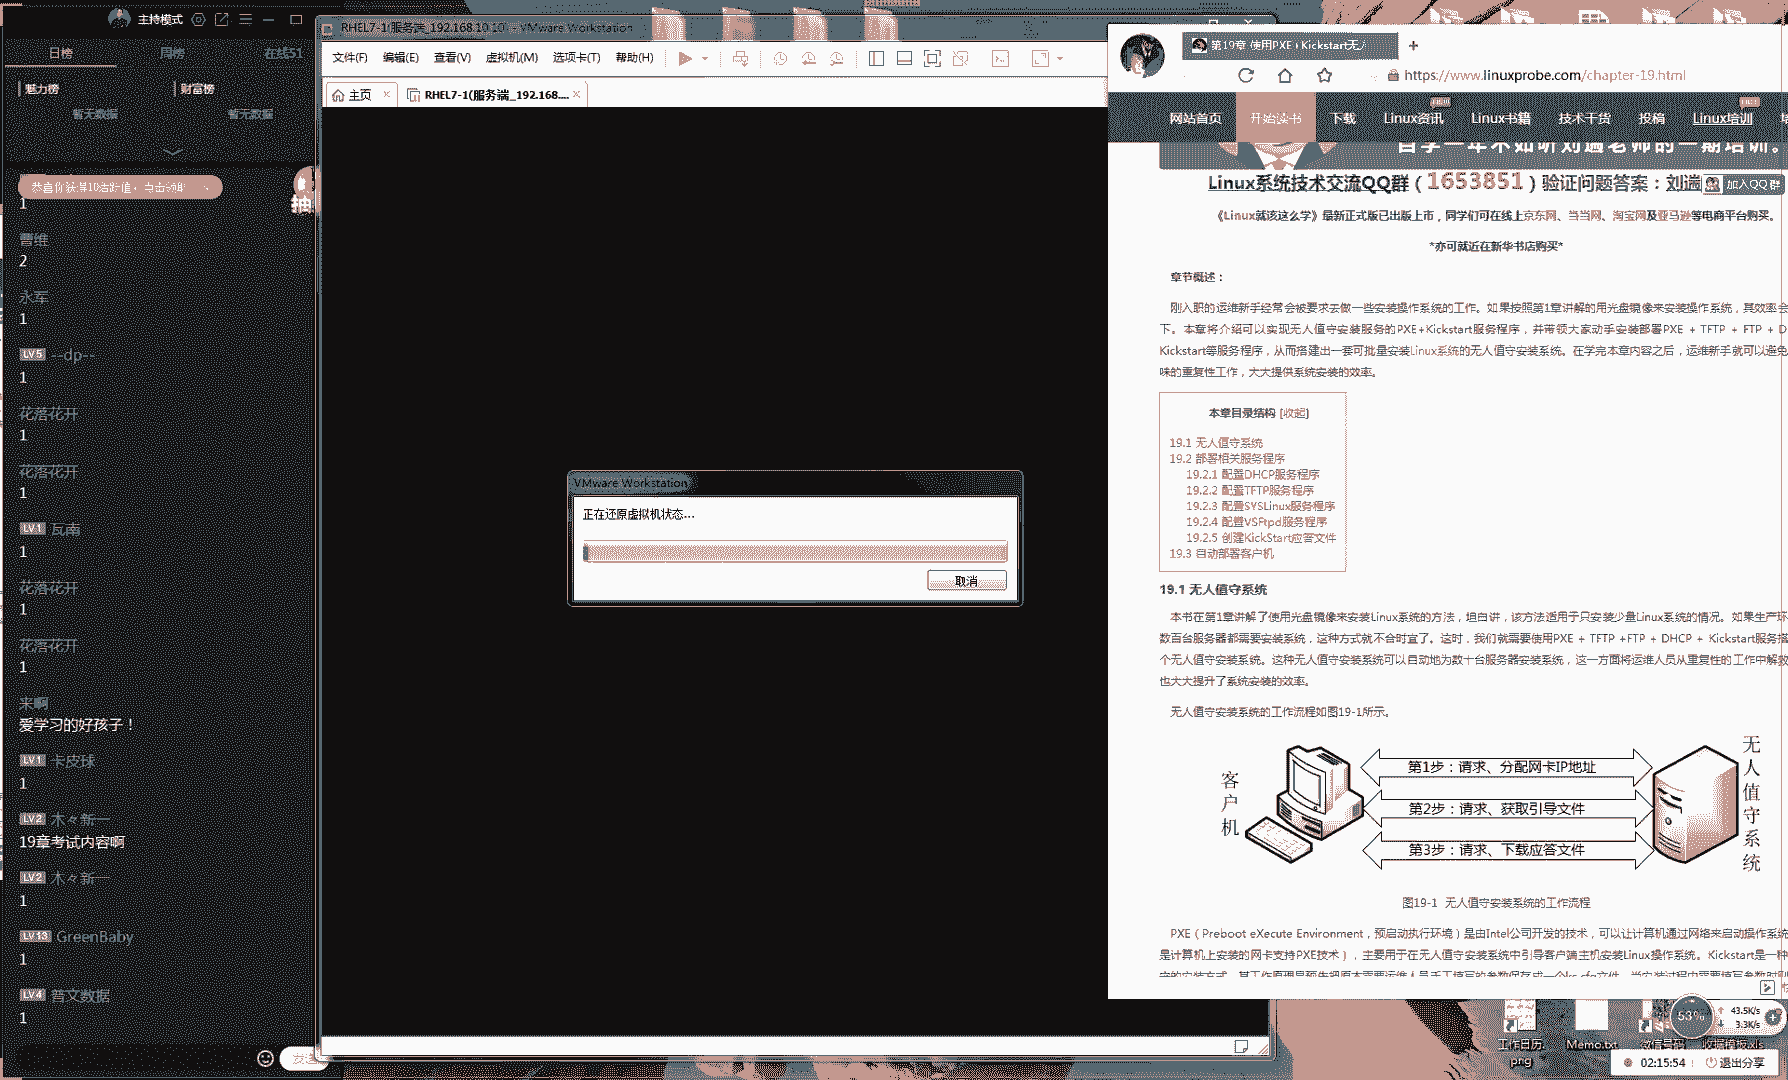 主持模式
日榜 周榜 在线51
魅力榜 财富榜
暂无数据 暂无数据
1
曹维
2
永军
1
LV5 --dp--
1
花落花开
1
花落花开
1
LV1 瓦南
1
花落花开
1
花落花开
1
来啊
爱学习的好孩子！
LV1 卡皮球
1
LV2 木々新一
19章考试内容啊
LV2 木々新一
1
LV13 GreenBaby
1
LV4 普文数据
1
RHEL7-1(服务端_192.168.10.10) - VMware Workstation
文件(F) 编辑(E) 查看(V) 虚拟机(M) 选项卡(T) 帮助(H)
主页 RHEL7-1(服务端_192.168....
VMware Workstation
正在还原虚拟机状态...
取消
第19章 使用PXE+Kickstart无人
https://www.linuxprobe.com/chapter-19.html
网站首页 开始读书 下载 Linux资讯 Linux书籍 技术干货 投稿 Linux培训
自学一年不如听刘遄老师的一期培训。
Linux系统技术交流QQ群（1653851）验证问题答案：刘遄 加入QQ群
《Linux就该这么学》最新正式版已出版上市，同学们可在线上京东网、当当网、淘宝网及亚马逊等电商平台购买。
*亦可就近在新华书店购买*
章节概述：
刚入职的运维新手经常会被要求去做一些安装操作系统的工作。如果按照第1章讲解的用光盘镜像来安装操作系统，其效率会
下。本章将介绍可以实现无人值守安装服务的PXE+Kickstart服务程序，并带领大家动手安装部署PXE + TFTP + FTP + D
Kickstart等服务程序，从而搭建出一套可批量安装Linux系统的无人值守安装系统。在学完本章内容之后，运维新手就可以避免
味的重复性工作，大大提供系统安装的效率。
本章目录结构 [收起]
19.1 无人值守系统
19.2 部署相关服务程序
19.2.1 配置DHCP服务程序
19.2.2 配置TFTP服务程序
19.2.3 配置SYSLinux服务程序
19.2.4 配置VSFtpd服务程序
19.2.5 创建KickStart应答文件
19.3 自动部署客户机
19.1 无人值守系统
本书在第1章讲解了使用光盘镜像来安装Linux系统的方法，坦白讲，该方法适用于只安装少量Linux系统的情况。如果生产环
数百台服务器都需要安装系统，这种方式就不合时宜了。这时，我们就需要使用PXE + TFTP +FTP + DHCP + Kickstart服务搭
个无人值守安装系统。这种无人值守安装系统可以自动地为数十台服务器安装系统，这一方面将运维人员从重复性的工作中解救
也大大提升了系统安装的效率。
无人值守安装系统的工作流程如图19-1所示。
客户机
第1步：请求、分配网卡IP地址
第2步：请求、获取引导文件
第3步：请求、下载应答文件
无人值守系统
图19-1 无人值守安装系统的工作流程
PXE（Preboot eXecute Environment，预启动执行环境）是由Intel公司开发的技术，可以让计算机通过网络来启动操作系统
是计算机上安装的网卡支持PXE技术），主要用于在无人值守安装系统中引导客户端主机安装Linux操作系统。Kickstart是一种
53% 43.5K/s
3.3K/s
工作日历.png Memo.txt
02:15:54 退出分享